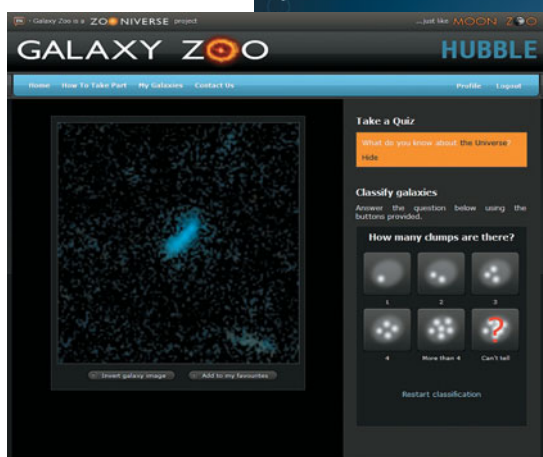 - Galaxy Zoo is a ZOONIVERSE project
...just like MOON ZOO
GALAXY ZOO
HUBBLE
Home How To Take Part My Galaxies Contact Us
Profile Logout
Take a Quiz
What do you know about the Universe?
Hide
Classify galaxies
Answer the question below using the
buttons provided.
How many clumps are there?
1 2 3
?
4 More than 4 Can't tell
Invert galaxy image Add to my favourites
Restart classification